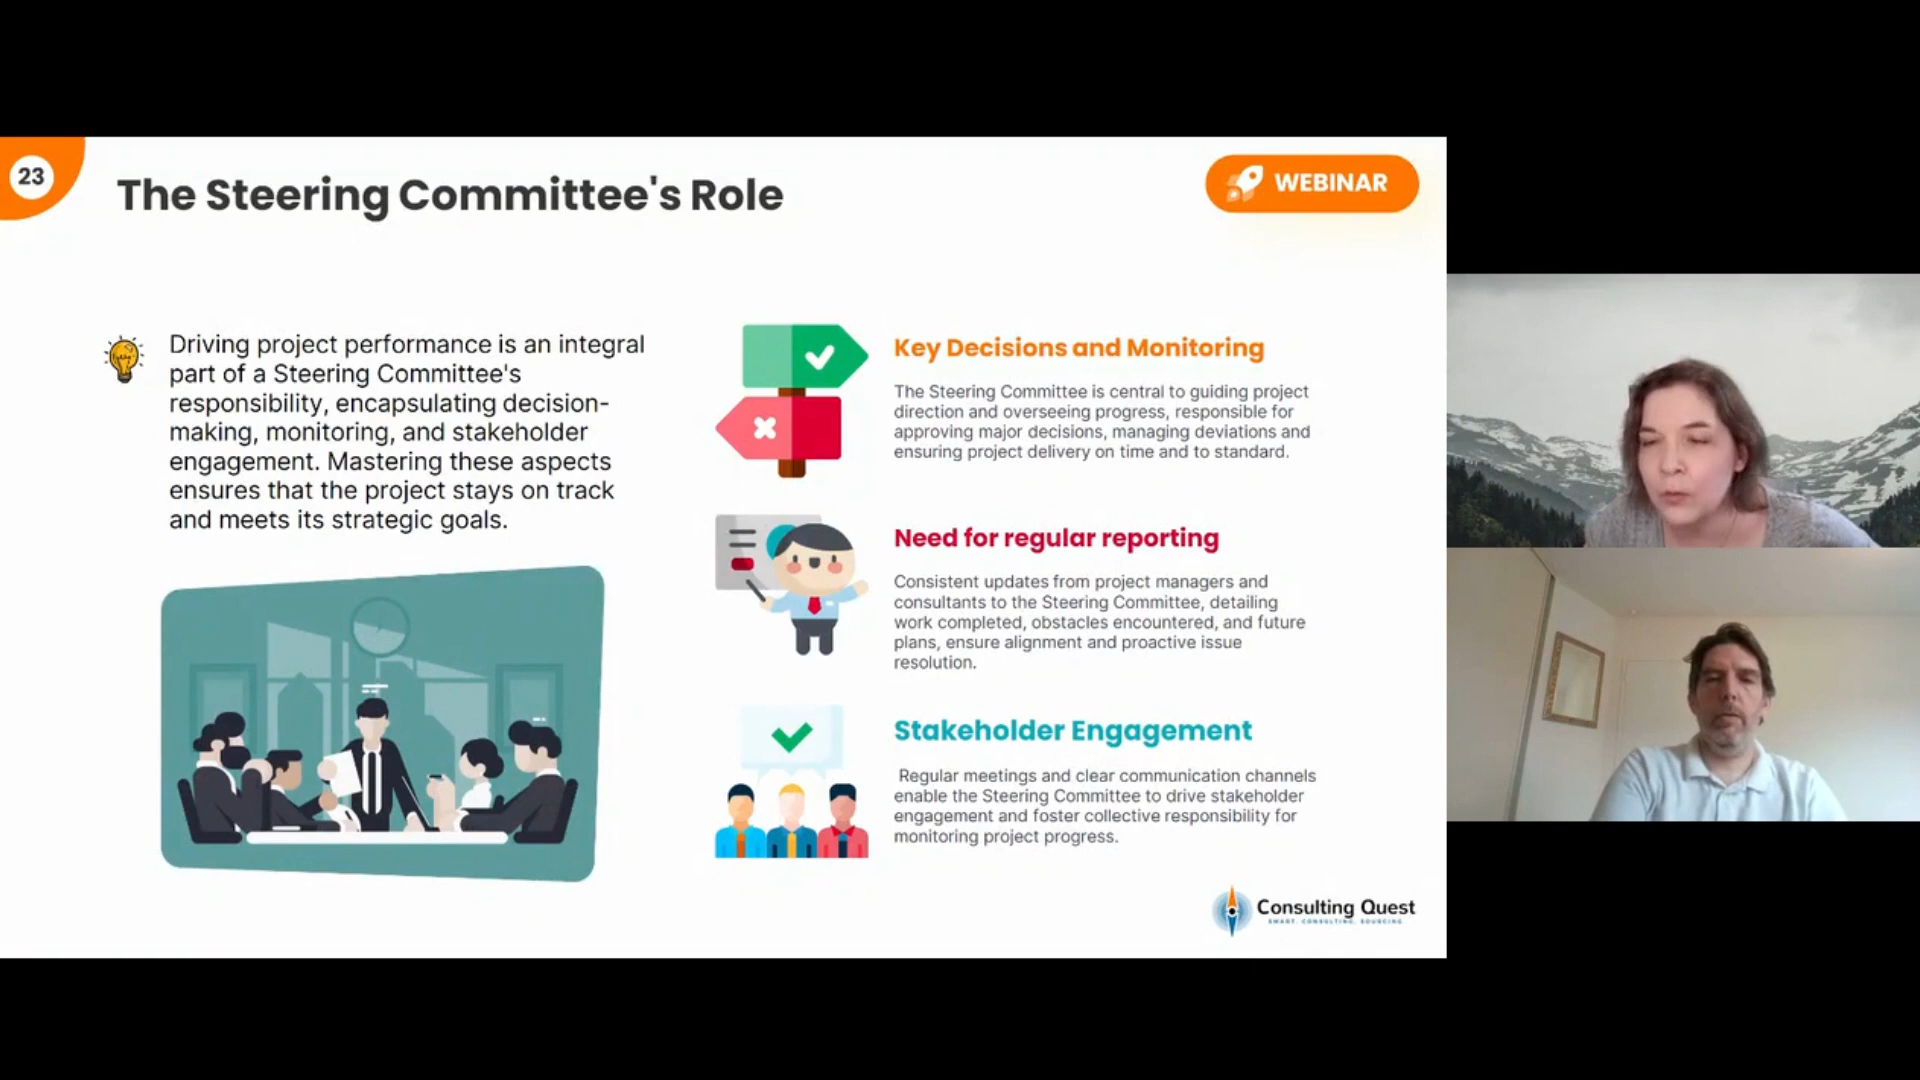 23
The Steering Committee's Role
WEBINAR
Driving project performance is an integral
part of a Steering Committee's
responsibility, encapsulating decision-
making, monitoring, and stakeholder
engagement. Mastering these aspects
ensures that the project stays on track
and meets its strategic goals.
Key Decisions and Monitoring
The Steering Committee is central to guiding project
direction and overseeing progress, responsible for
approving major decisions, managing deviations and
ensuring project delivery on time and to standard.
Need for regular reporting
Consistent updates from project managers and
consultants to the Steering Committee, detailing
work completed, obstacles encountered, and future
plans, ensure alignment and proactive issue
resolution.
Stakeholder Engagement
Regular meetings and clear communication channels
enable the Steering Committee to drive stakeholder
engagement and foster collective responsibility for
monitoring project progress.
Consulting Quest
SMART. CONSULTING. SOURCING.